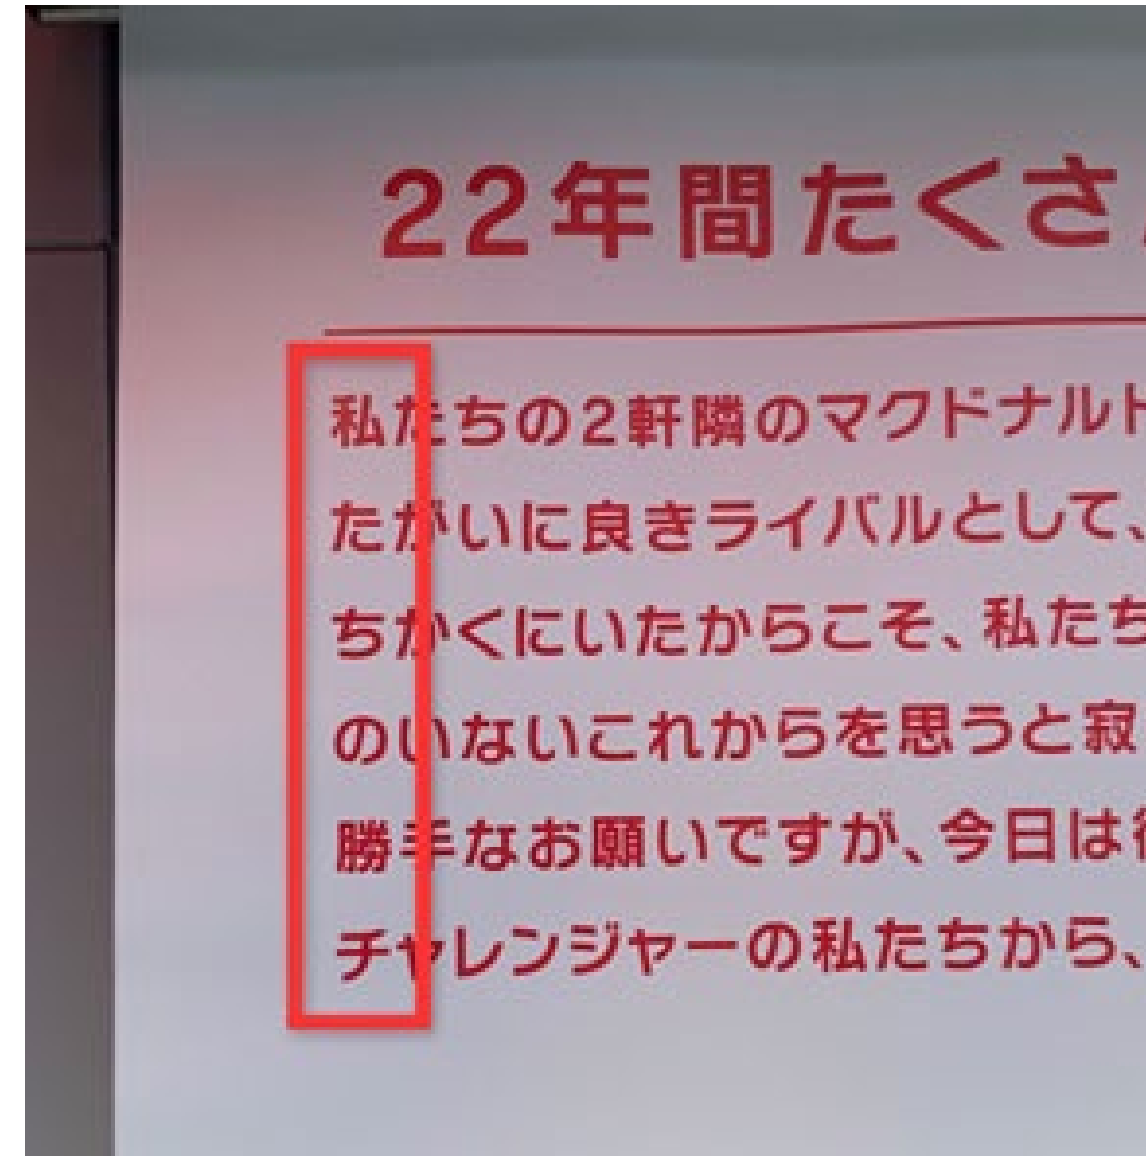 22年間たくさ
私たちの2軒隣のマクドナルド
たがいに良きライバルとして、
ちかくにいたからこそ、私たち
のいないこれからを思うと寂
勝手なお願いですが、今日は
チャレンジャーの私たちから、